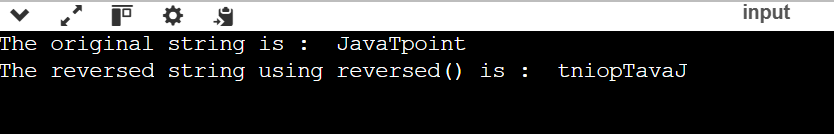 input
The original string is :  JavaTpoint
The reversed string using reversed() is :  tniopTavaJ